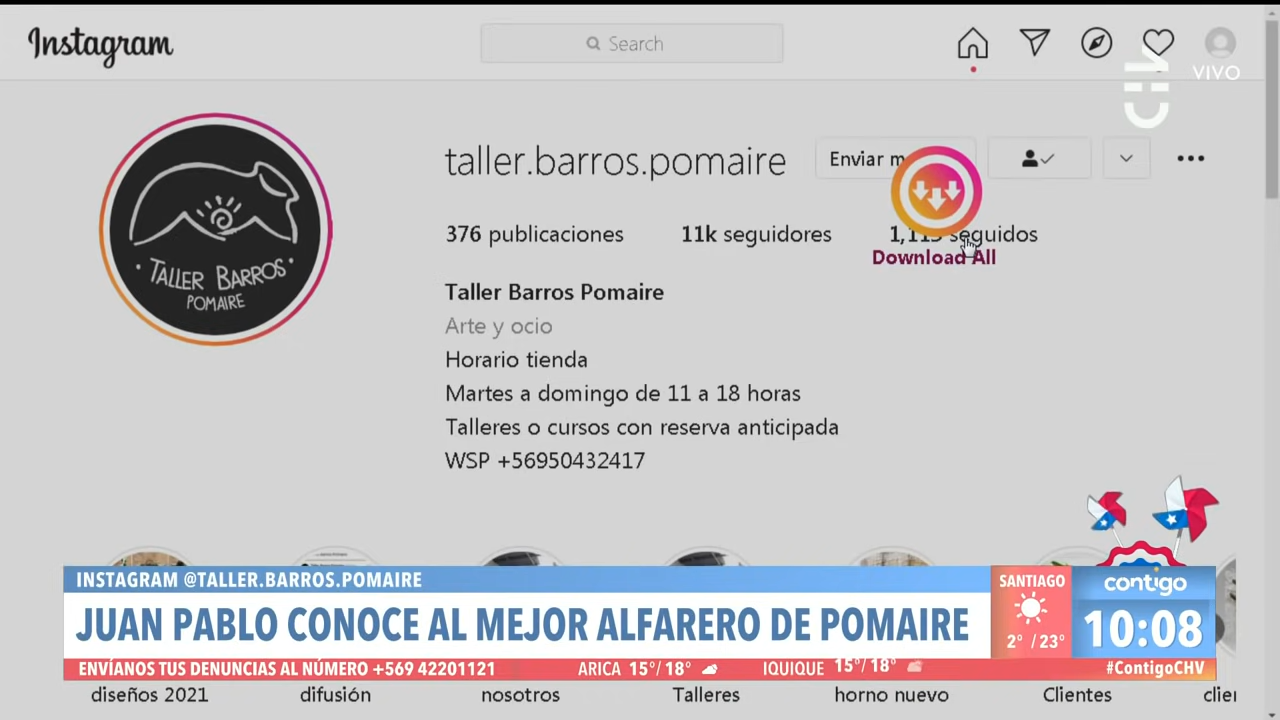 Instagram
Search
CHV
VIVO
taller.barros.pomaire
Enviar m
376 publicaciones
11k seguidores
seguidos
Download All
TALLER BARROS
POMAIRE
Taller Barros Pomaire
Arte y ocio
Horario tienda
Martes a domingo de 11 a 18 horas
Talleres o cursos con reserva anticipada
WSP +56950432417
INSTAGRAM @TALLER.BARROS.POMAIRE
JUAN PABLO CONOCE AL MEJOR ALFARERO DE POMAIRE
SANTIAGO
2° /23°
contigo
10:08
ENVÍANOS TUS DENUNCIAS AL NÚMERO +569 42201121
ARICA 15°/18°
IQUIQUE 15°/18°
#ContigoCHV
diseños 2021
difusión
nosotros
Talleres
horno nuevo
Clientes
clier